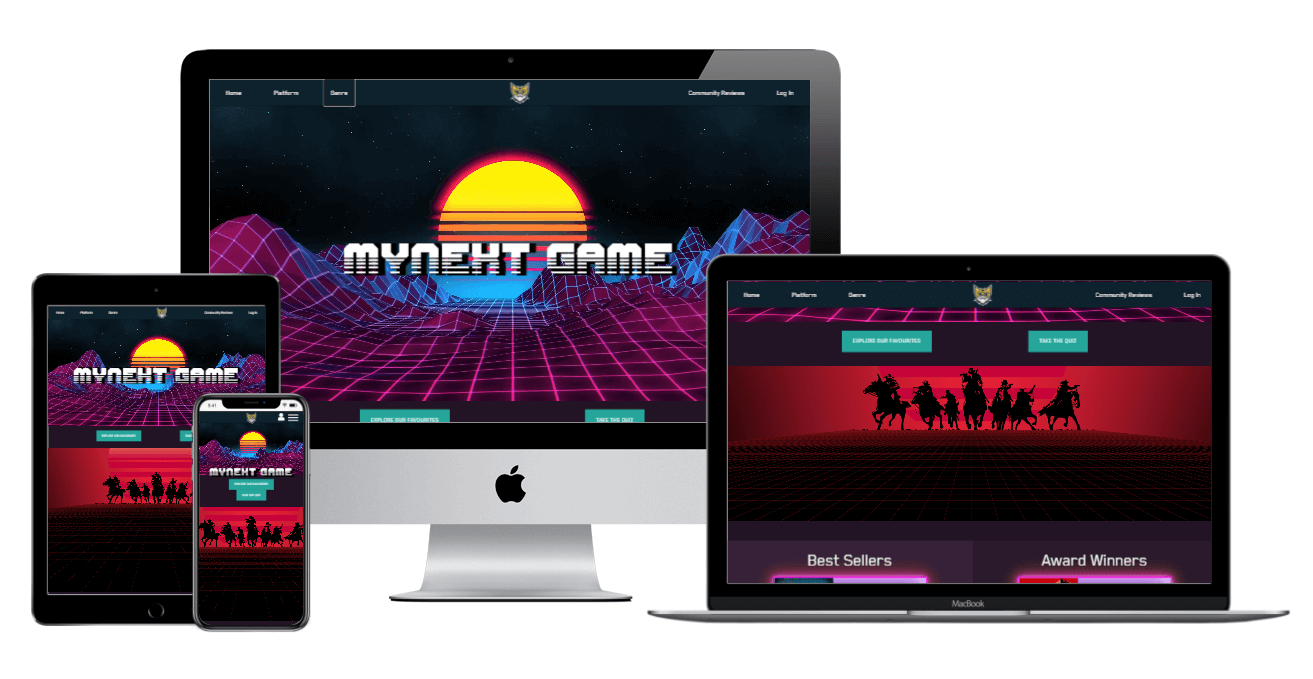 Home Platform Genre Community Reviews Log In
MYNEXT GAME
EXPLORE OUR FAVOURITES TAKE THE QUIZ
Home Platform Genre Community Reviews Log In
EXPLORE OUR FAVOURITES TAKE THE QUIZ
Best Sellers Award Winners
MacBook
Home Platform Genre Community Reviews Log In
MYNEXT GAME
EXPLORE OUR FAVOURITES
9:41
MYNEXT GAME
EXPLORE OUR FAVOURITES
TAKE THE QUIZ